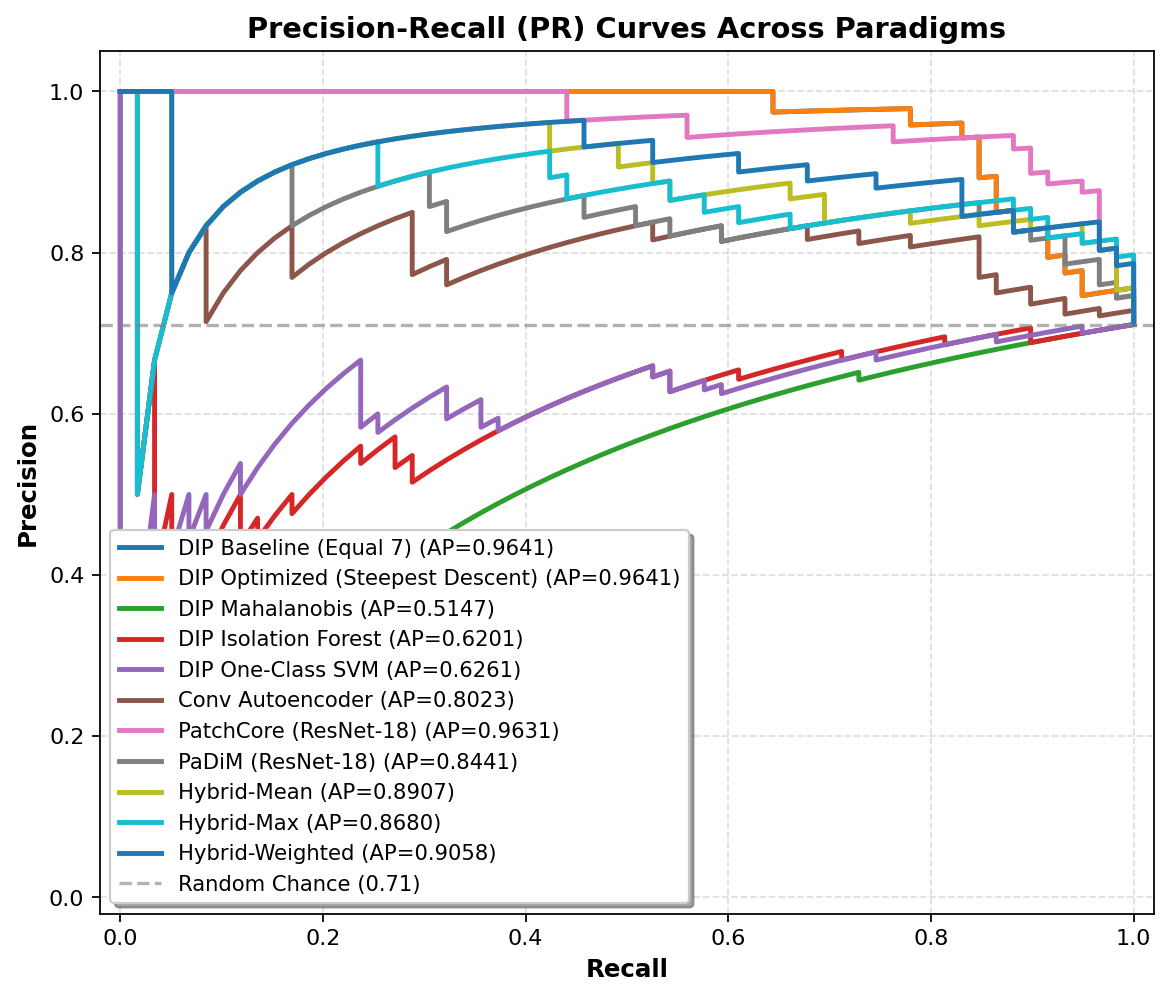 Precision-Recall (PR) Curves Across Paradigms
1.0
0.8
0.6
0.4
0.2
0.0
Precision
DIP Baseline (Equal 7) (AP=0.9641)
DIP Optimized (Steepest Descent) (AP=0.9641)
DIP Mahalanobis (AP=0.5147)
DIP Isolation Forest (AP=0.6201)
DIP One-Class SVM (AP=0.6261)
Conv Autoencoder (AP=0.8023)
PatchCore (ResNet-18) (AP=0.9631)
PaDiM (ResNet-18) (AP=0.8441)
Hybrid-Mean (AP=0.8907)
Hybrid-Max (AP=0.8680)
Hybrid-Weighted (AP=0.9058)
Random Chance (0.71)
0.0 0.2 0.4 0.6 0.8 1.0
Recall